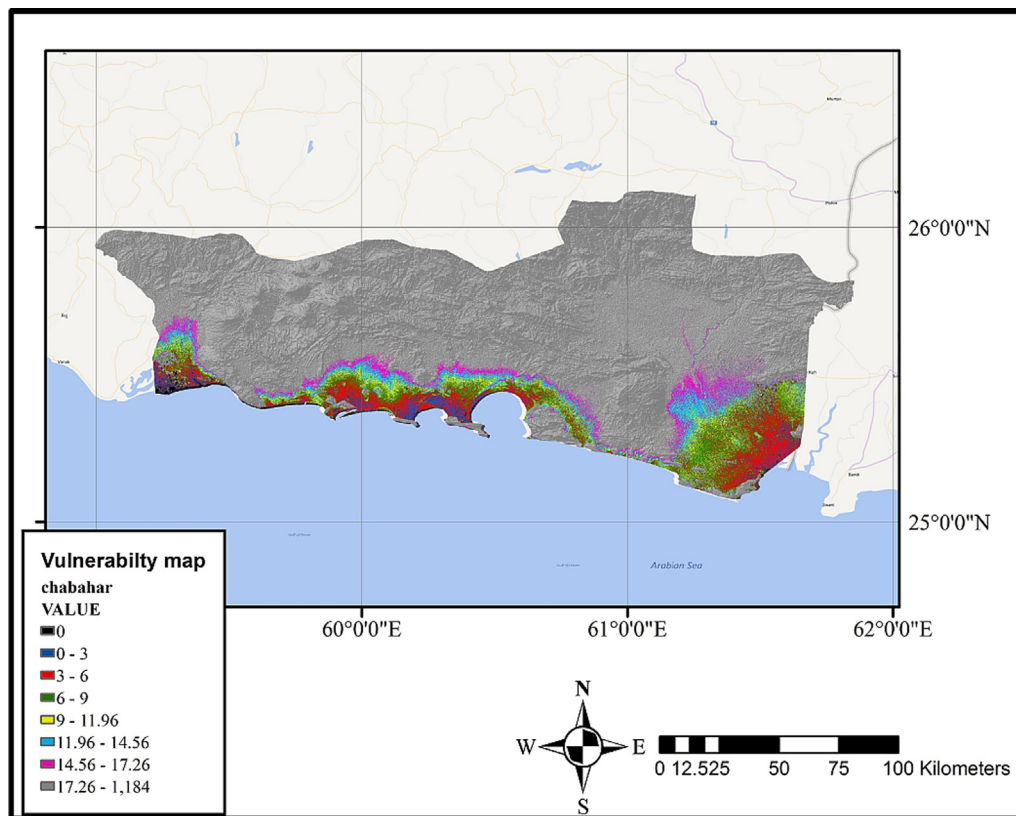 26°0'0"N
25°0'0"N
Arabian Sea
60°0'0"E
61°0'0"E
62°0'0"E
Vulnerabilty map
chabahar
VALUE
0
0 - 3
3 - 6
6 - 9
9 - 11.96
11.96 - 14.56
14.56 - 17.26
17.26 - 1,184
N
W
E
S
0 12.525 50 75 100 Kilometers